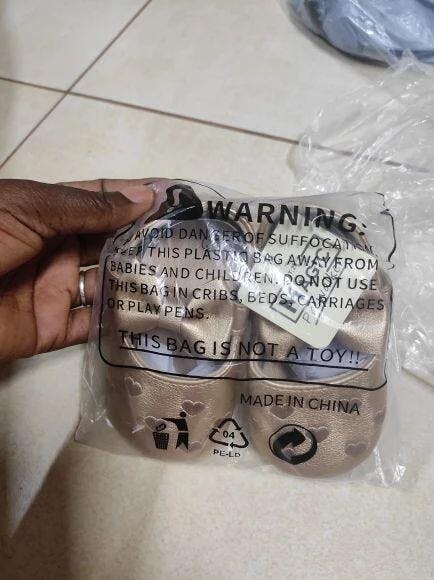 WARNING:
AVOID DANGER OF SUFFOCATION
KEEP THIS PLASTIC BAG AWAY FROM
BABIES AND CHILDREN. DO NOT USE
THIS BAG IN CRIBS, BEDS, CARRIAGES
OR PLAY PENS.
THIS BAG IS NOT A TOY!!
MADE IN CHINA
04
PE-LD